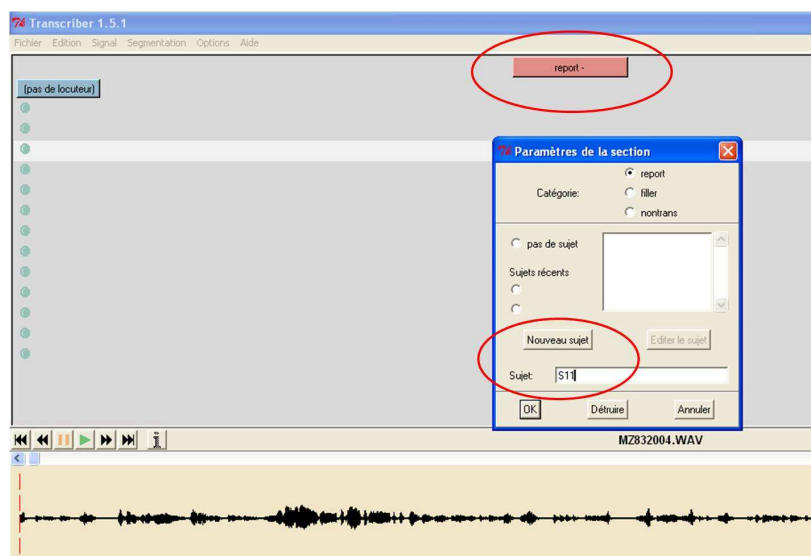 Transcriber 1.5.1
Fichier Edition Signal Segmentation Options Aide
report -
(pas de locuteur)
Paramètres de la section
Catégorie:
report
filler
nontrans
pas de sujet
Sujets récents
Nouveau sujet Editer le sujet
Sujet: S11
OK Détruire Annuler
MZ832004.WAV